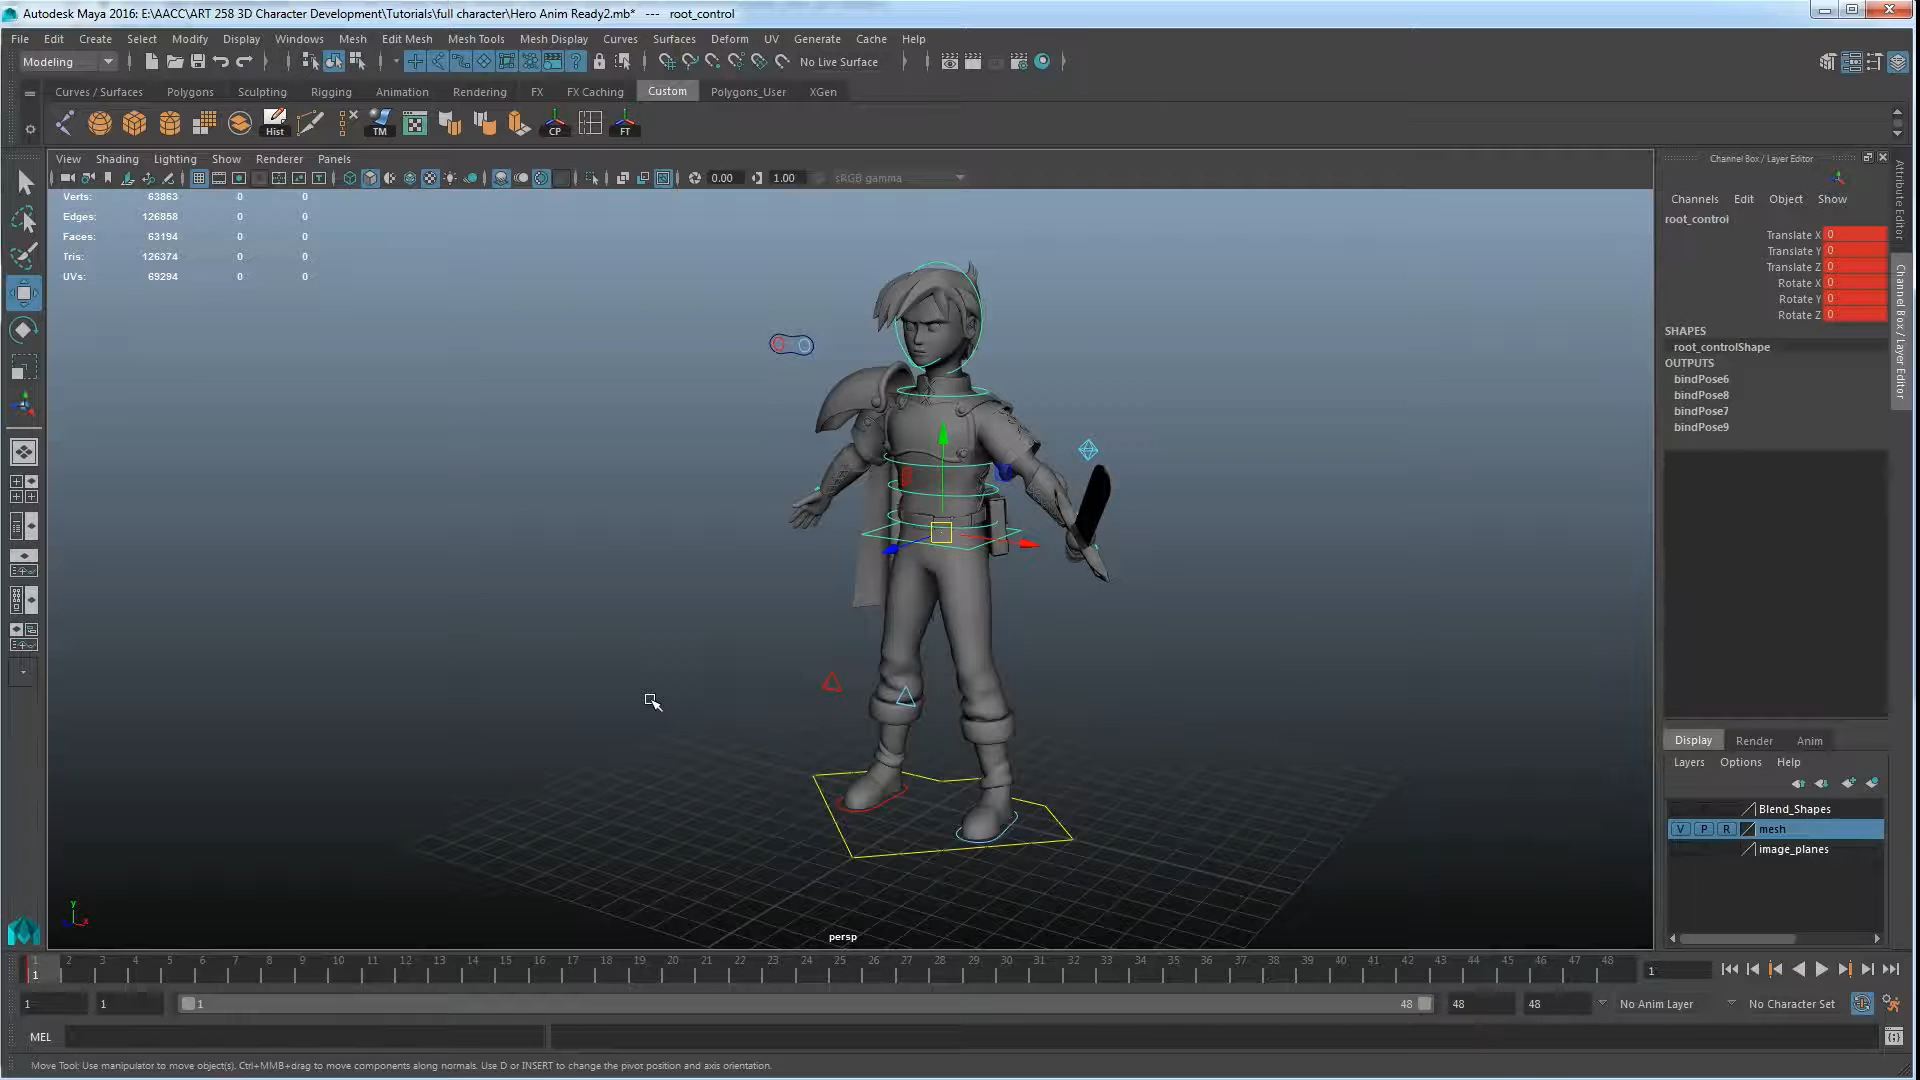 Autodesk Maya 2016: E:\AACC\ART 258 3D Character Development\Tutorials\full character\Hero Anim Ready2.mb* --- root_control
File Edit Create Select Modify Display Windows Mesh Edit Mesh Mesh Tools Mesh Display Curves Surfaces Deform UV Generate Cache Help
Modeling No Live Surface
Curves / Surfaces Polygons Sculpting Rigging Animation Rendering FX FX Caching Custom Polygons_User XGen
Hist TM CP FT
View Shading Lighting Show Renderer Panels
0.00 1.00 sRGB gamma
Verts: 63863 0 0
Edges: 126858 0 0
Faces: 63194 0 0
Tris: 126374 0 0
UVs: 69294 0 0
persp
y
x
Channel Box / Layer Editor
Channels Edit Object Show
root_control
Translate X 0
Translate Y 0
Translate Z 0
Rotate X 0
Rotate Y 0
Rotate Z 0
SHAPES
root_controlShape
OUTPUTS
bindPose6
bindPose8
bindPose7
bindPose9
Attribute Editor
Channel Box / Layer Editor
Display Render Anim
Layers Options Help
Blend_Shapes
V P R mesh
image_planes
1 2 3 4 5 6 7 8 9 10 11 12 13 14 15 16 17 18 19 20 21 22 23 24 25 26 27 28 29 30 31 32 33 34 35 36 37 38 39 40 41 42 43 44 45 46 47 48
1 1
1 1 1 48 48 48 No Anim Layer No Character Set
MEL
Move Tool: Use manipulator to move object(s). Ctrl+MMB+drag to move components along normals. Use D or INSERT to change the pivot position and axis orientation.